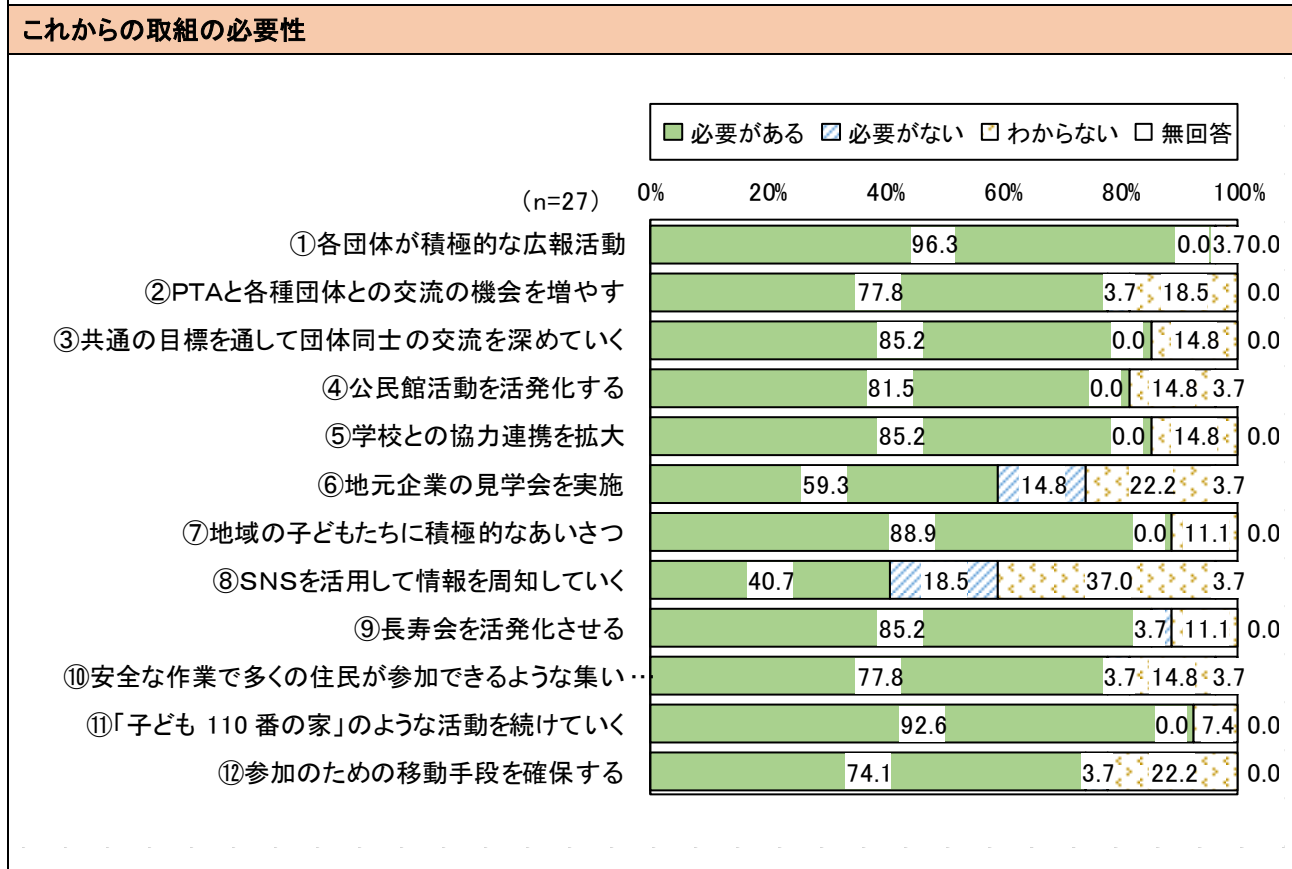 これからの取組の必要性
必要がある 必要がない わからない 無回答
（n=27） 0% 20% 40% 60% 80% 100%
①各団体が積極的な広報活動 96.3 0.0 3.7 0.0
②PTAと各種団体との交流の機会を増やす 77.8 3.7 18.5 0.0
③共通の目標を通して団体同士の交流を深めていく 85.2 0.0 14.8 0.0
④公民館活動を活発化する 81.5 0.0 14.8 3.7
⑤学校との協力連携を拡大 85.2 0.0 14.8 0.0
⑥地元企業の見学会を実施 59.3 14.8 22.2 3.7
⑦地域の子どもたちに積極的なあいさつ 88.9 0.0 11.1 0.0
⑧SNSを活用して情報を周知していく 40.7 18.5 37.0 3.7
⑨長寿会を活発化させる 85.2 3.7 11.1 0.0
⑩安全な作業で多くの住民が参加できるような集い… 77.8 3.7 14.8 3.7
⑪「子ども 110 番の家」のような活動を続けていく 92.6 0.0 7.4 0.0
⑫参加のための移動手段を確保する 74.1 3.7 22.2 0.0